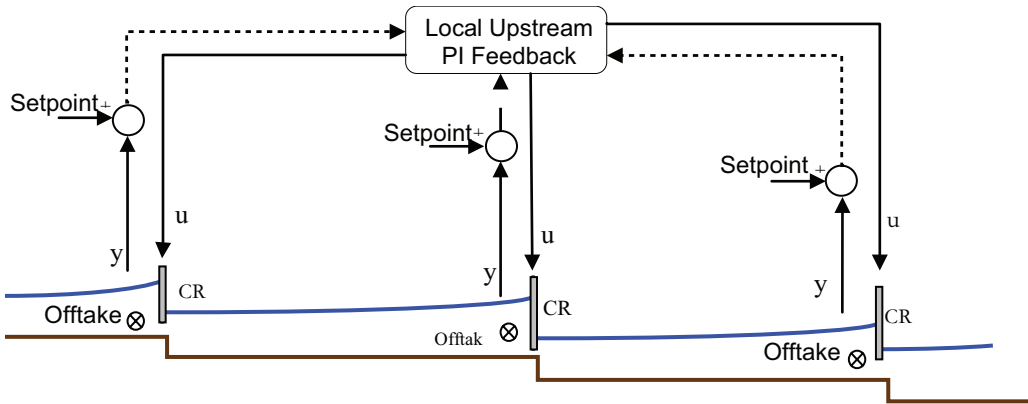 Local Upstream
PI Feedback
Setpoint +
Setpoint +
Setpoint +
u
u
u
y
y
y
CR
CR
CR
Offtake
Offtak
Offtake